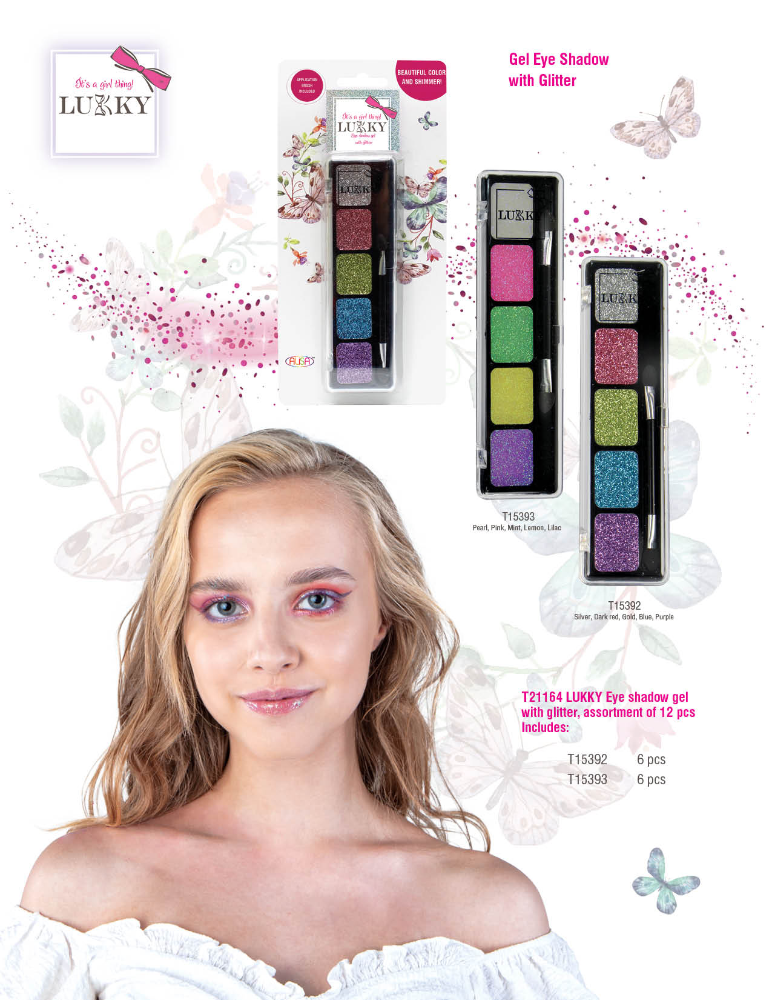 It's a girl thing!
LUKKY
APPLICATION
BRUSH
INCLUDED
BEAUTIFUL COLOR
AND SHIMMER!
It's a girl thing!
LUKKY
Eye shadow gel
with glitter
LUKK
ALISA
Gel Eye Shadow
with Glitter
LUKKY
T15393
Pearl, Pink, Mint, Lemon, Lilac
LUKK
T15392
Silver, Dark red, Gold, Blue, Purple
T21164 LUKKY Eye shadow gel
with glitter, assortment of 12 pcs
Includes:
T15392 6 pcs
T15393 6 pcs